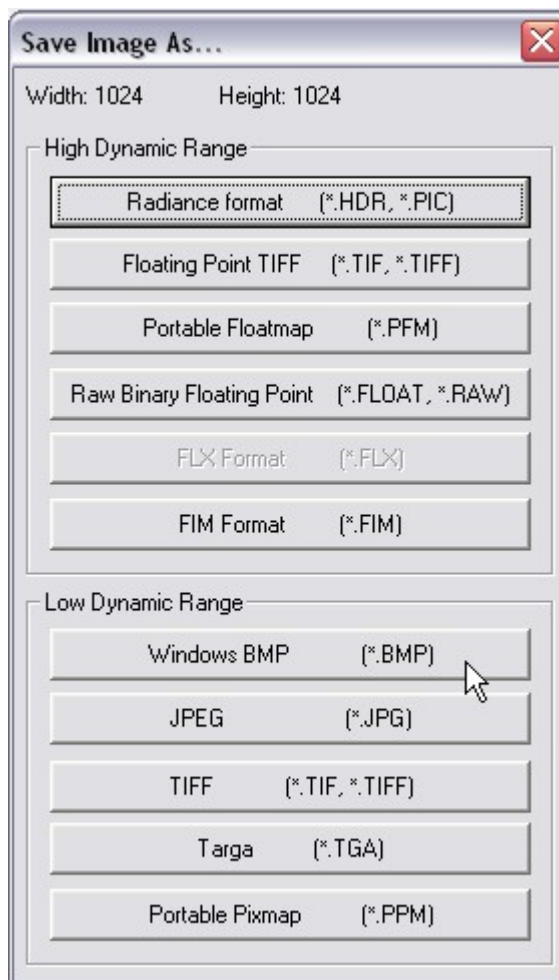 Save Image As...
Width: 1024 Height: 1024
High Dynamic Range
Radiance format (*.HDR, *.PIC)
Floating Point TIFF (*.TIF, *.TIFF)
Portable Floatmap (*.PFM)
Raw Binary Floating Point (*.FLOAT, *.RAW)
FLX Format (*.FLX)
FIM Format (*.FIM)
Low Dynamic Range
Windows BMP (*.BMP)
JPEG (*.JPG)
TIFF (*.TIF, *.TIFF)
Targa (*.TGA)
Portable Pixmap (*.PPM)